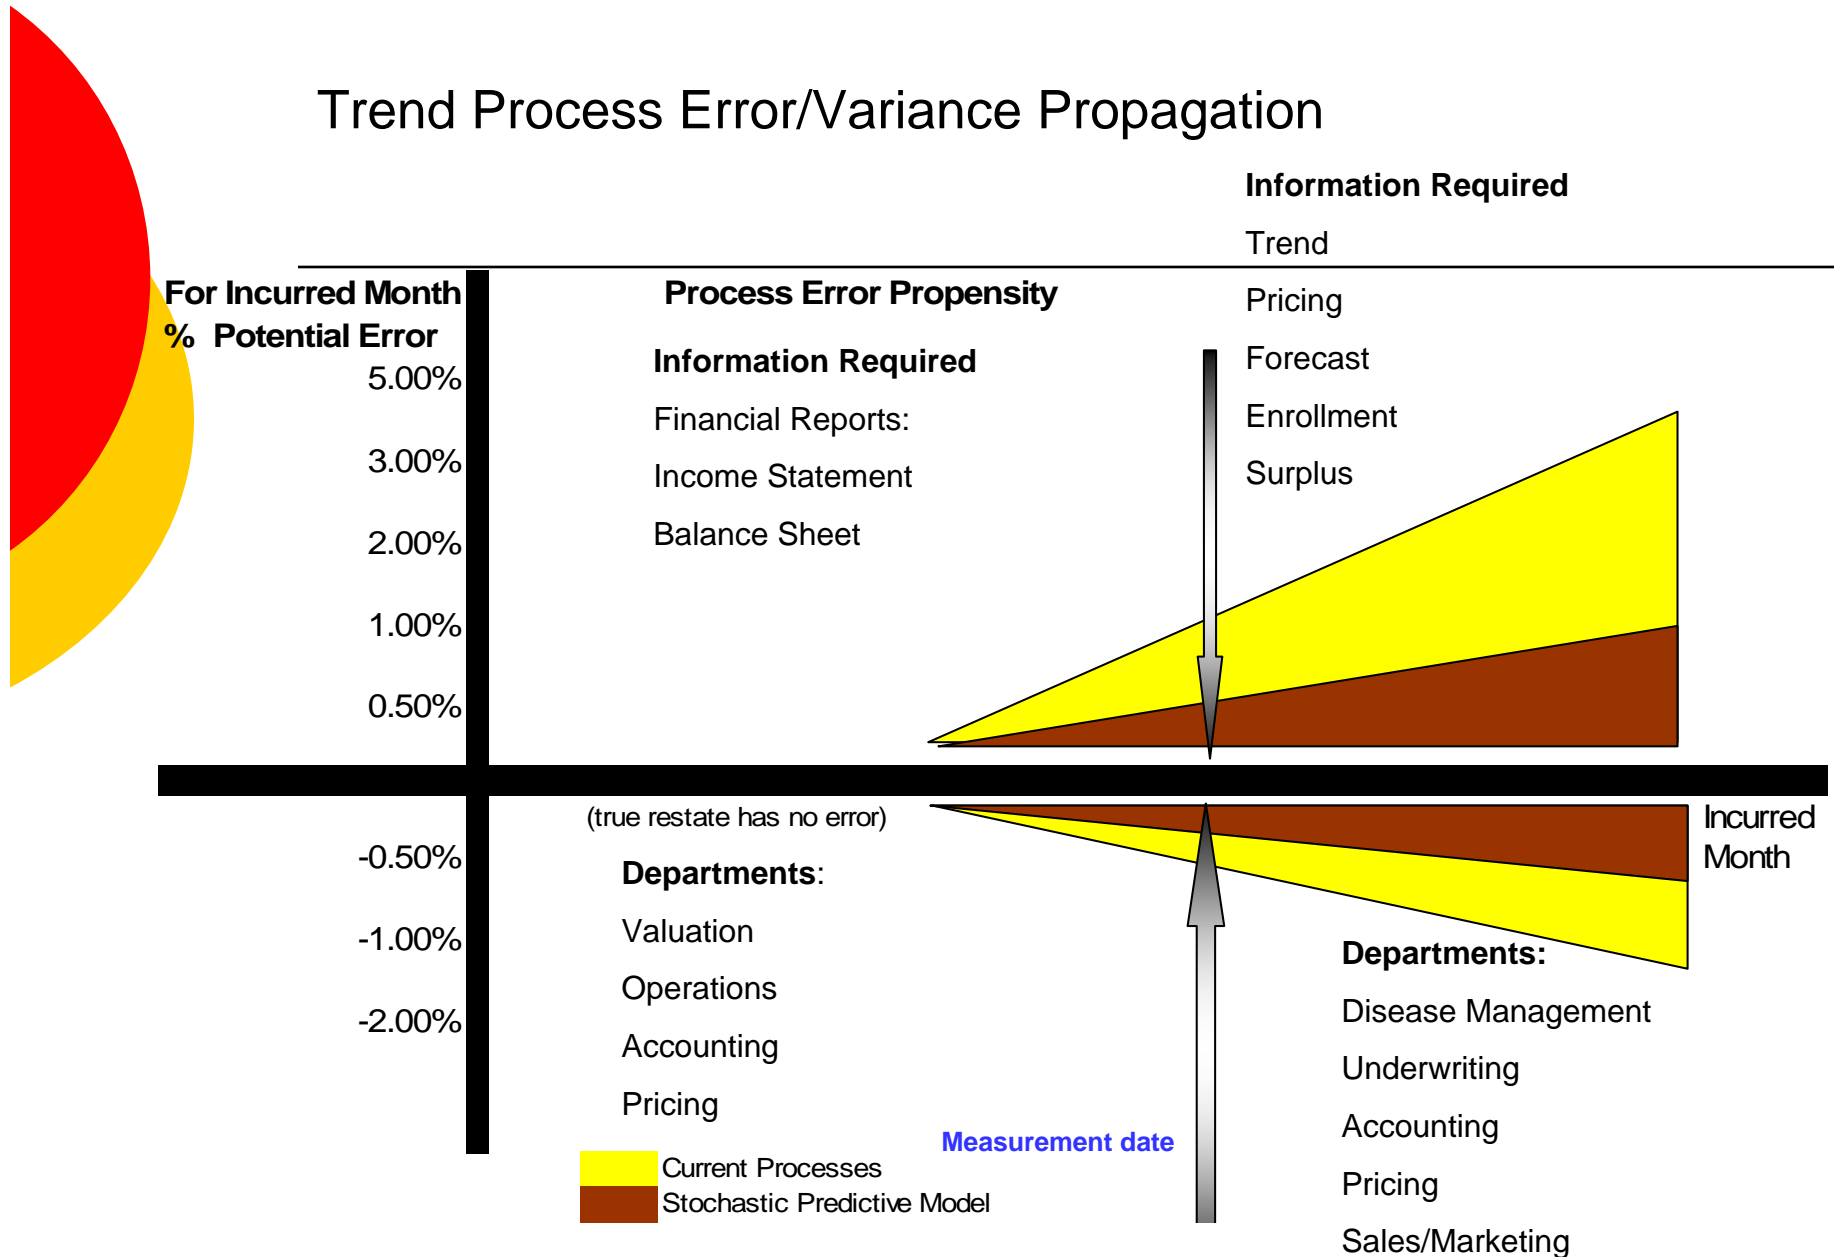 Trend Process Error/Variance Propagation
Information Required
Trend
Pricing
Forecast
Enrollment
Surplus
For Incurred Month
% Potential Error
5.00%
3.00%
2.00%
1.00%
0.50%
-0.50%
-1.00%
-2.00%
Process Error Propensity
Information Required
Financial Reports:
Income Statement
Balance Sheet
(true restate has no error)
Departments:
Valuation
Operations
Accounting
Pricing
Measurement date
Current Processes
Stochastic Predictive Model
Incurred
Month
Departments:
Disease Management
Underwriting
Accounting
Pricing
Sales/Marketing